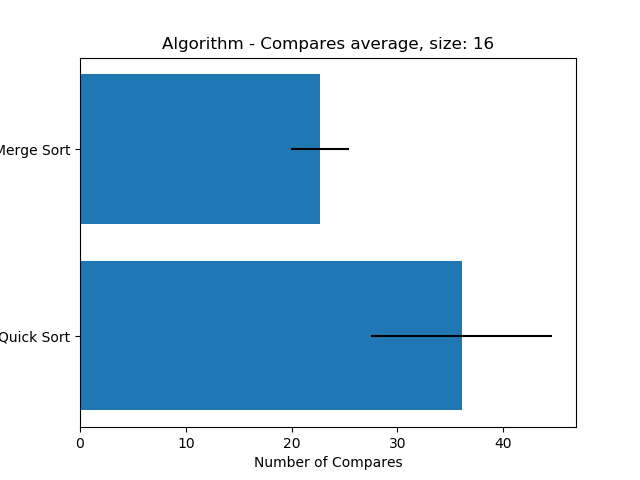 Algorithm - Compares average, size: 16
Merge Sort
Quick Sort
0 10 20 30 40
Number of Compares